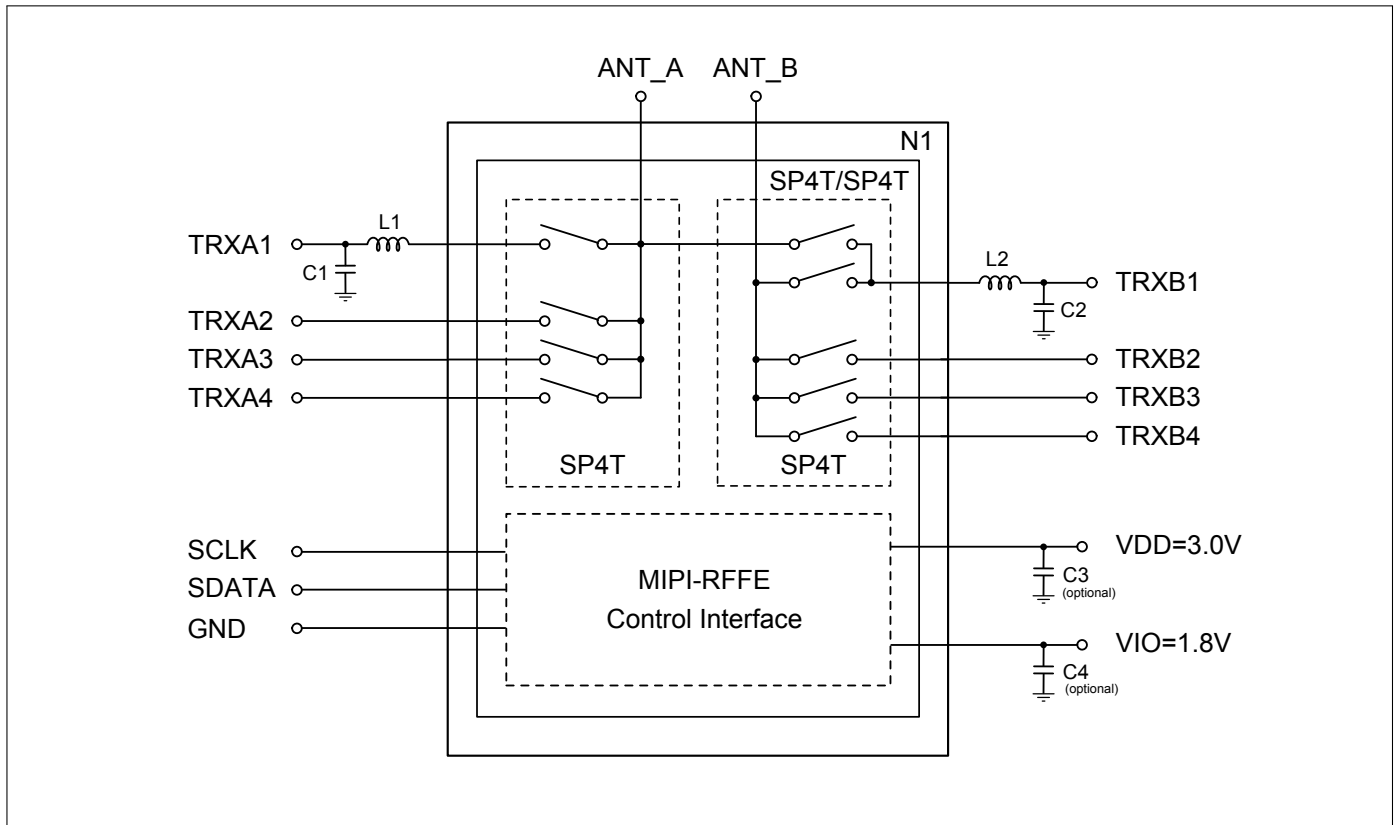 ANT_A
ANT_B
N1
SP4T/SP4T
L1
TRXA1
C1
L2
TRXB1
C2
TRXA2
TRXA3
TRXA4
TRXB2
TRXB3
TRXB4
SP4T
SP4T
SCLK
SDATA
GND
MIPI-RFFE
Control Interface
VDD=3.0V
C3
(optional)
VIO=1.8V
C4
(optional)